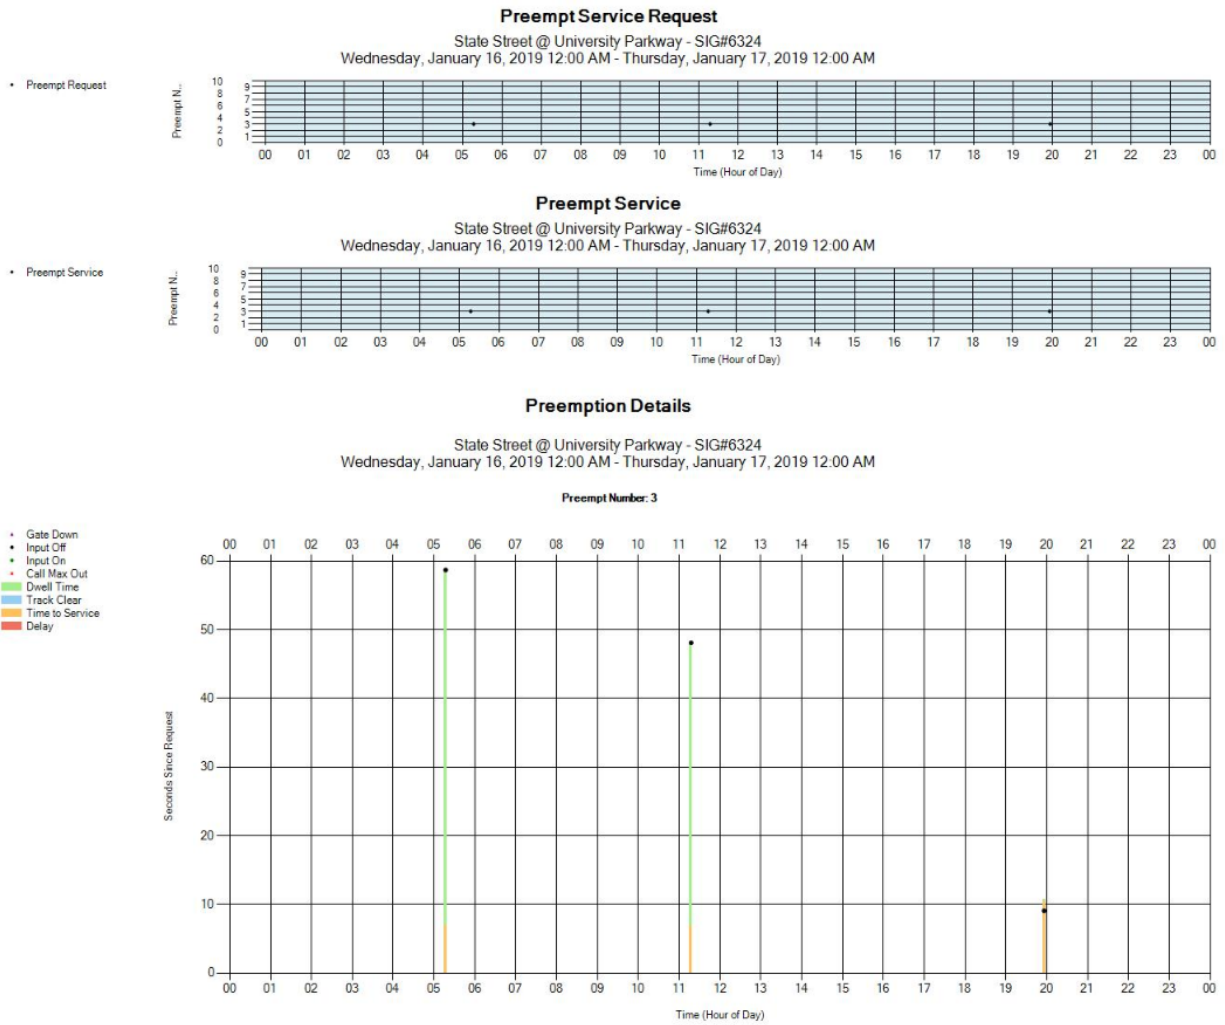 Preempt Service Request
State Street @ University Parkway - SIG#6324
Wednesday, January 16, 2019 12:00 AM - Thursday, January 17, 2019 12:00 AM
Preempt Request
Preempt N...
10
9
8
7
6
5
4
3
2
1
0
00 01 02 03 04 05 06 07 08 09 10 11 12 13 14 15 16 17 18 19 20 21 22 23 00
Time (Hour of Day)
Preempt Service
State Street @ University Parkway - SIG#6324
Wednesday, January 16, 2019 12:00 AM - Thursday, January 17, 2019 12:00 AM
Preempt Service
Preempt N...
10
9
8
7
6
5
4
3
2
1
0
00 01 02 03 04 05 06 07 08 09 10 11 12 13 14 15 16 17 18 19 20 21 22 23 00
Time (Hour of Day)
Preemption Details
State Street @ University Parkway - SIG#6324
Wednesday, January 16, 2019 12:00 AM - Thursday, January 17, 2019 12:00 AM
Preempt Number: 3
Gate Down
Input Off
Input On
Call Max Out
Dwell Time
Track Clear
Time to Service
Delay
00 01 02 03 04 05 06 07 08 09 10 11 12 13 14 15 16 17 18 19 20 21 22 23 00
Seconds Since Request
60
50
40
30
20
10
0
00 01 02 03 04 05 06 07 08 09 10 11 12 13 14 15 16 17 18 19 20 21 22 23 00
Time (Hour of Day)